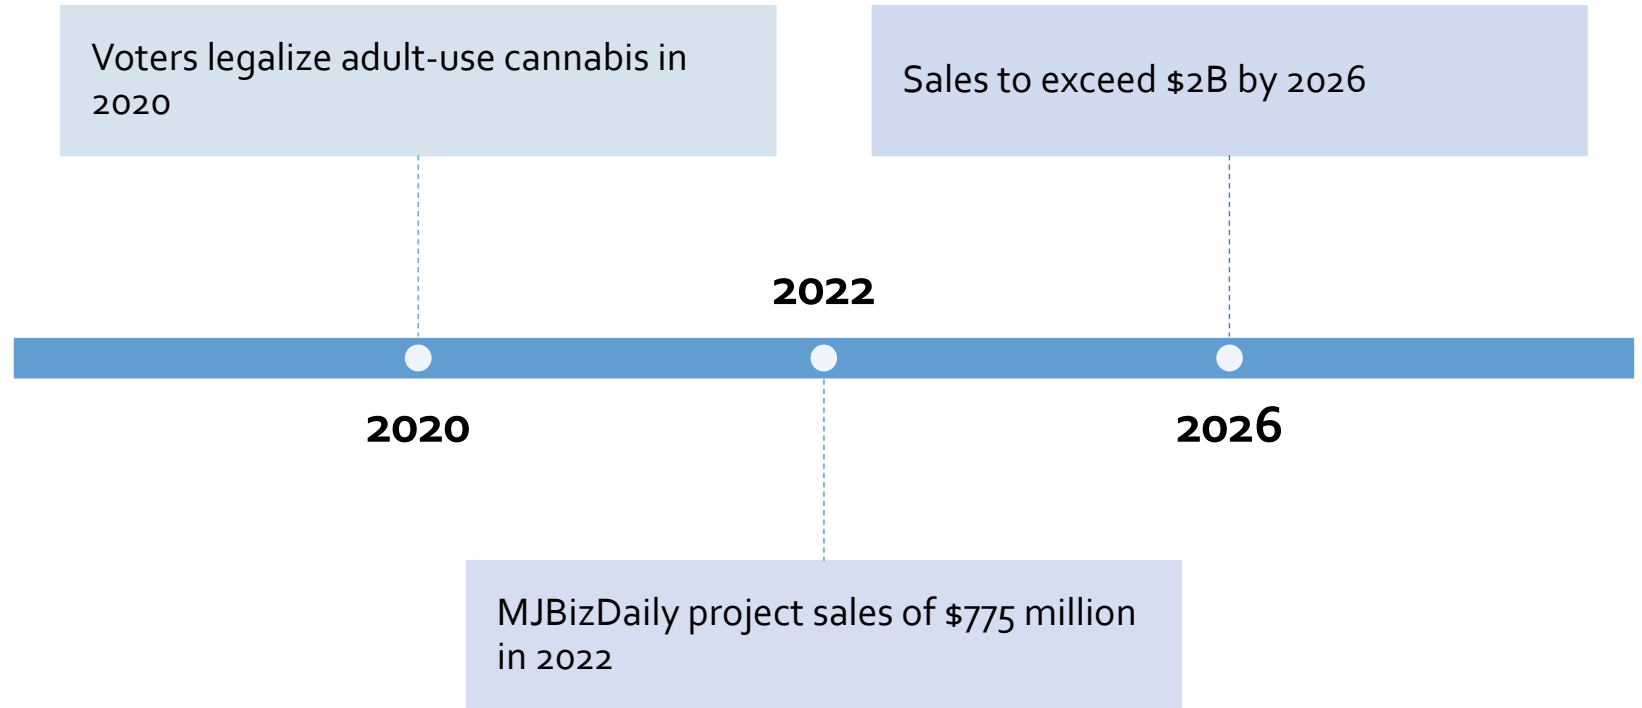 Voters legalize adult-use cannabis in
2020
Sales to exceed $2B by 2026
2022
2020
2026
MJBizDaily project sales of $775 million
in 2022